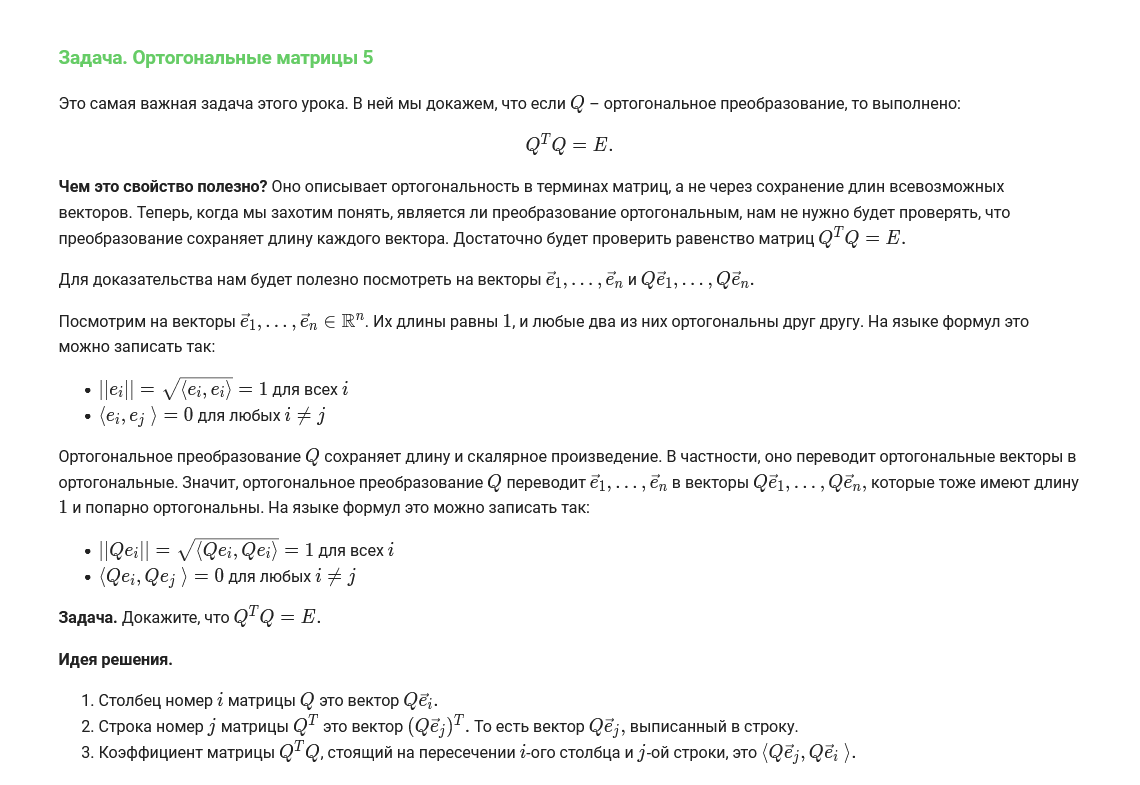 Задача. Ортогональные матрицы 5
Это самая важная задача этого урока. В ней мы докажем, что если $Q$ – ортогональное преобразование, то выполнено:
$Q^T Q = E.$
Чем это свойство полезно? Оно описывает ортогональность в терминах матриц, а не через сохранение длин всевозможных
векторов. Теперь, когда мы захотим понять, является ли преобразование ортогональным, нам не нужно будет проверять, что
преобразование сохраняет длину каждого вектора. Достаточно будет проверить равенство матриц $Q^T Q = E.$
Для доказательства нам будет полезно посмотреть на векторы $\vec{e}_1, \ldots, \vec{e}_n$ и $Q\vec{e}_1, \ldots, Q\vec{e}_n.$
Посмотрим на векторы $\vec{e}_1, \ldots, \vec{e}_n \in \mathbb{R}^n$. Их длины равны $1$, и любые два из них ортогональны друг другу. На языке формул это
можно записать так:
• $||e_i|| = \sqrt{\langle e_i, e_i \rangle} = 1$ для всех $i$
• $\langle e_i, e_j \rangle = 0$ для любых $i \neq j$
Ортогональное преобразование $Q$ сохраняет длину и скалярное произведение. В частности, оно переводит ортогональные векторы в
ортогональные. Значит, ортогональное преобразование $Q$ переводит $\vec{e}_1, \ldots, \vec{e}_n$ в векторы $Q\vec{e}_1, \ldots, Q\vec{e}_n,$ которые тоже имеют длину
$1$ и попарно ортогональны. На языке формул это можно записать так:
• $||Qe_i|| = \sqrt{\langle Qe_i, Qe_i \rangle} = 1$ для всех $i$
• $\langle Qe_i, Qe_j \rangle = 0$ для любых $i \neq j$
Задача. Докажите, что $Q^T Q = E.$
Идея решения.
1. Столбец номер $i$ матрицы $Q$ это вектор $Q\vec{e}_i.$
2. Строка номер $j$ матрицы $Q^T$ это вектор $(Q\vec{e}_j)^T.$ То есть вектор $Q\vec{e}_j,$ выписанный в строку.
3. Коэффициент матрицы $Q^T Q$, стоящий на пересечении $i$-ого столбца и $j$-ой строки, это $\langle Q\vec{e}_j, Q\vec{e}_i \rangle.$